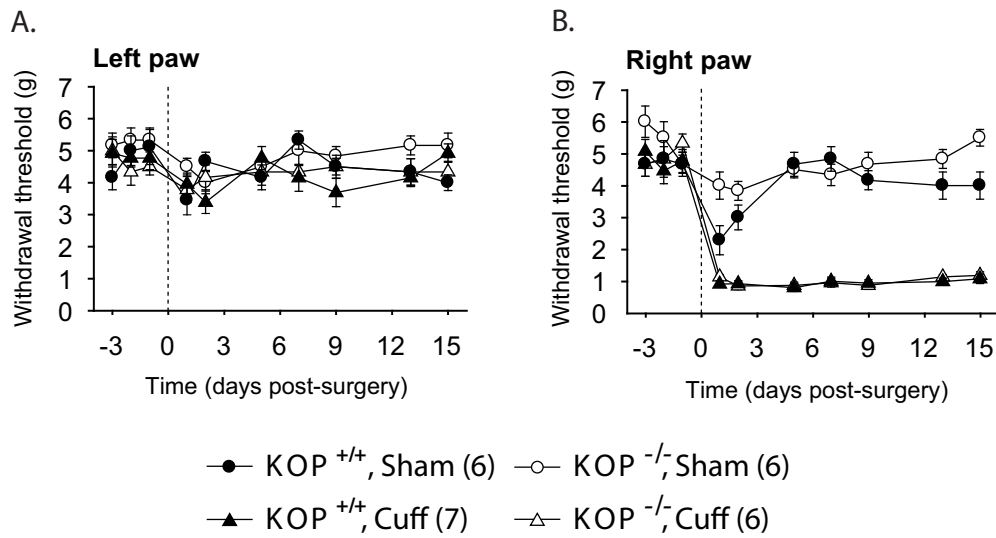 A.
Left paw
Withdrawal threshold (g)
7
6
5
4
3
2
1
0
-3 0 3 6 9 12 15
Time (days post-surgery)
B.
Right paw
Withdrawal threshold (g)
7
6
5
4
3
2
1
0
-3 0 3 6 9 12 15
Time (days post-surgery)
KOP +/+, Sham (6) KOP -/-, Sham (6)
KOP +/+, Cuff (7) KOP -/-, Cuff (6)